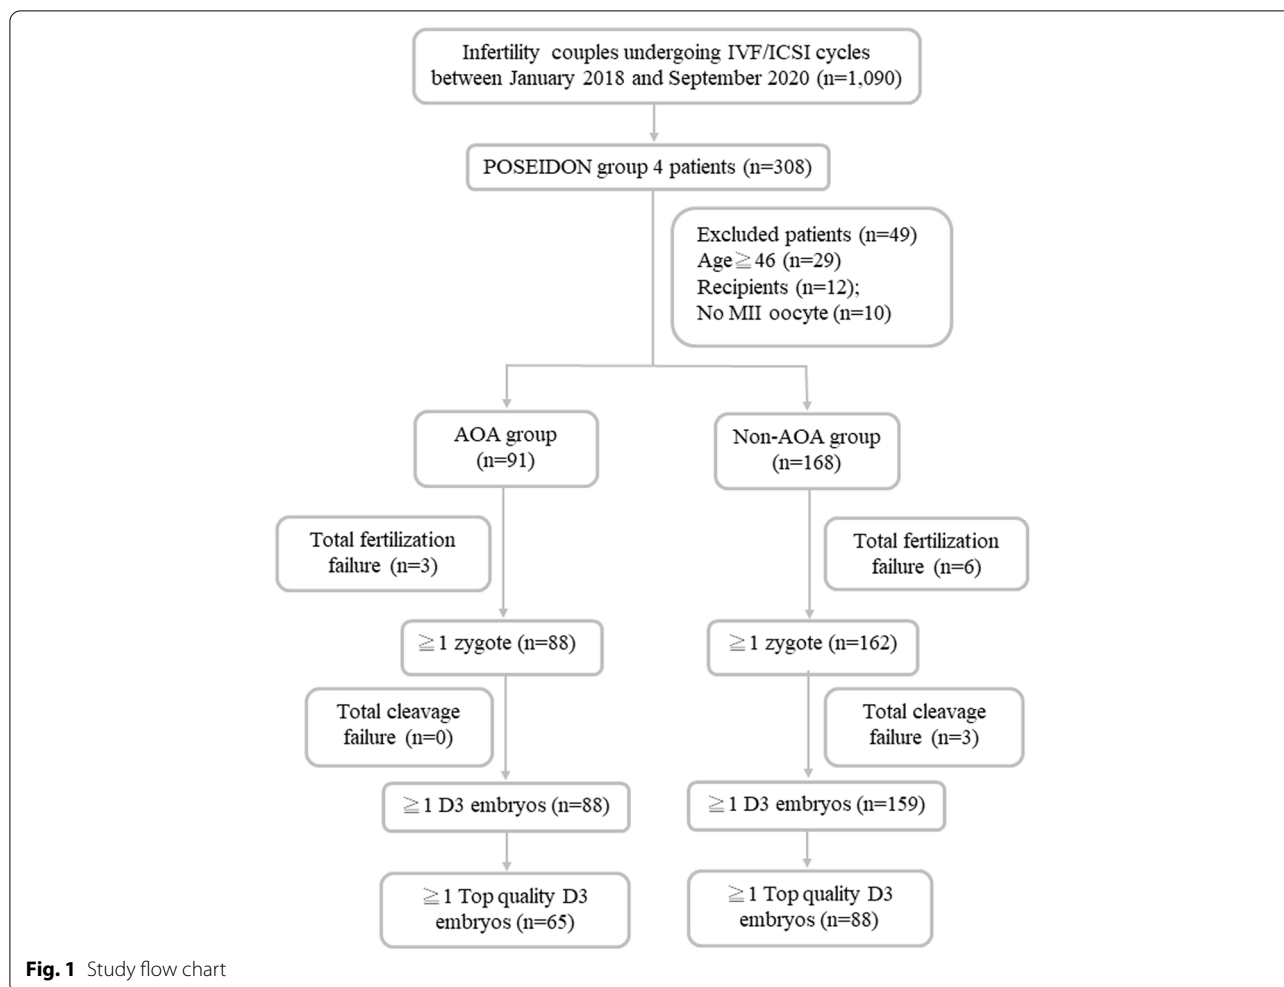 Infertility couples undergoing IVF/ICSI cycles
between January 2018 and September 2020 (n=1,090)
POSEIDON group 4 patients (n=308)
Excluded patients (n=49)
Age≧46 (n=29)
Recipients (n=12);
No MII oocyte (n=10)
AOA group
(n=91)
Non-AOA group
(n=168)
Total fertilization
failure (n=3)
Total fertilization
failure (n=6)
≧1 zygote (n=88)
≧1 zygote (n=162)
Total cleavage
failure (n=0)
Total cleavage
failure (n=3)
≧1 D3 embryos (n=88)
≧1 D3 embryos (n=159)
≧1 Top quality D3
embryos (n=65)
≧1 Top quality D3
embryos (n=88)
Fig. 1 Study flow chart